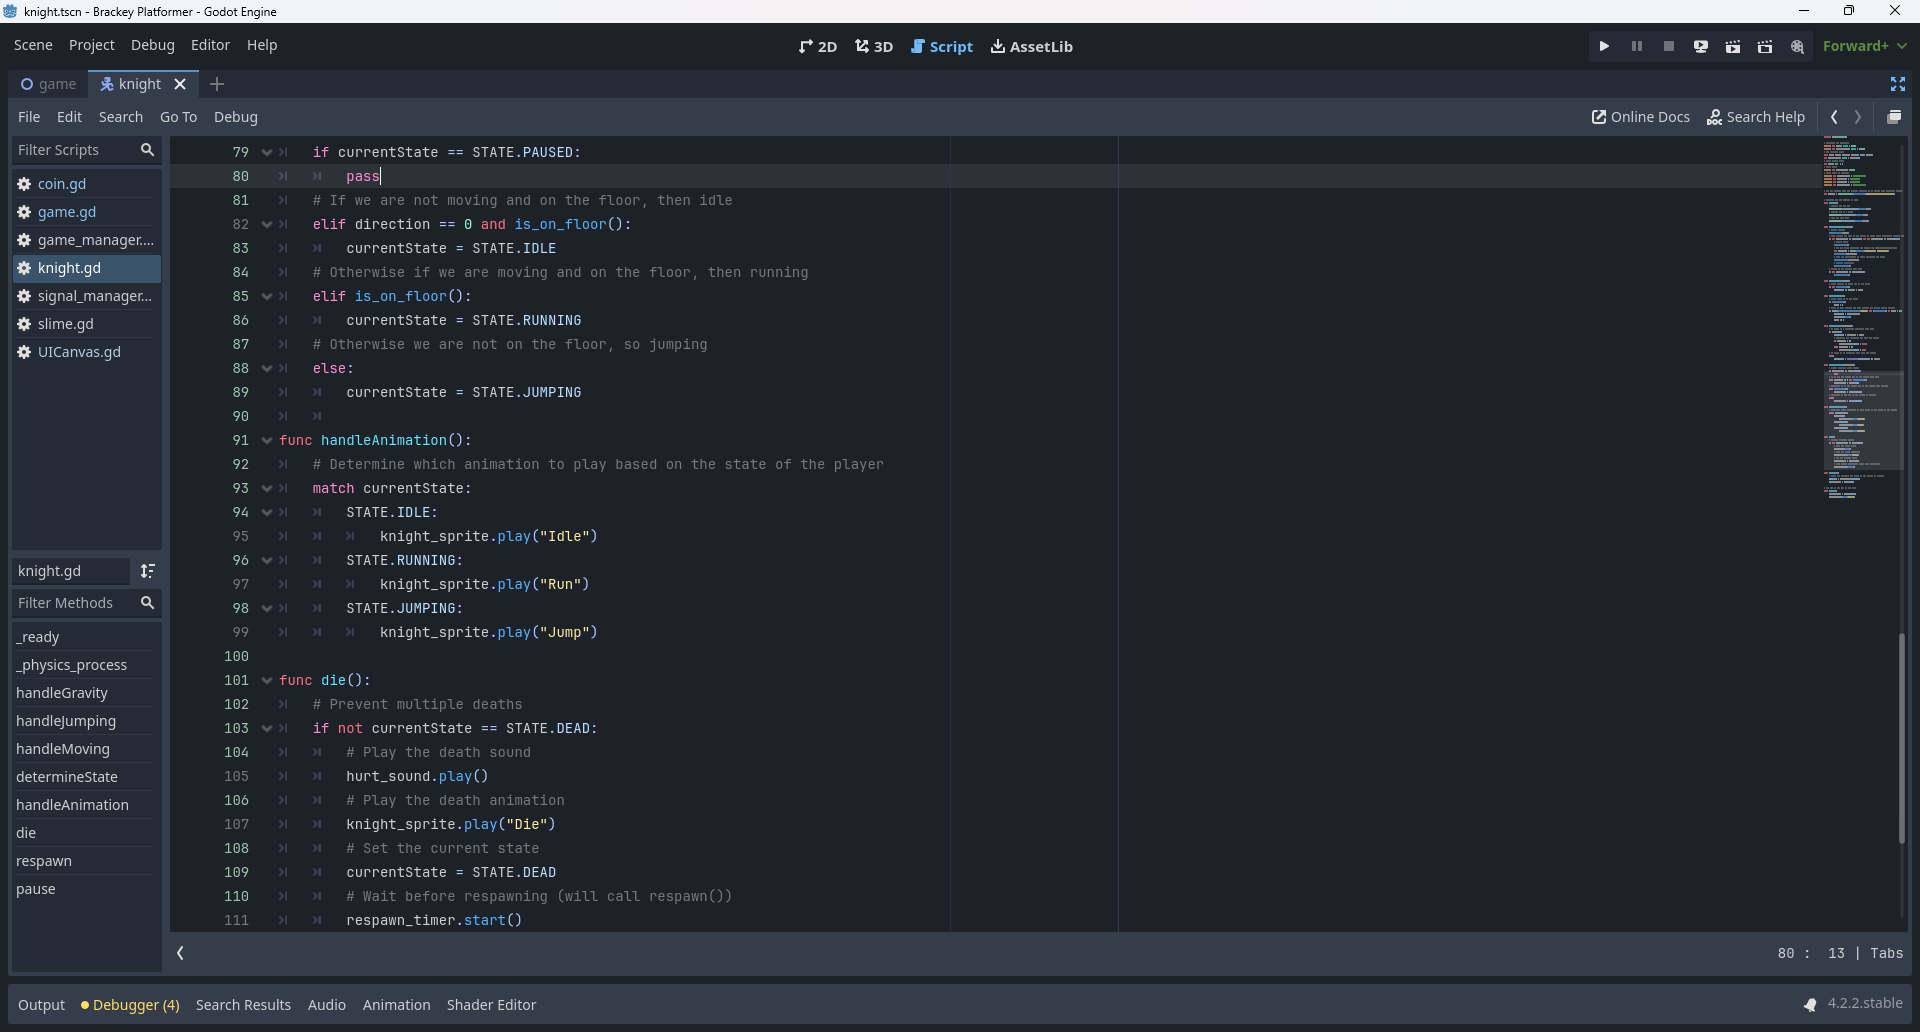 knight.tscn - Brackey Platformer - Godot Engine
Scene Project Debug Editor Help
2D 3D Script AssetLib
Forward+
game knight
File Edit Search Go To Debug
Online Docs Search Help
Filter Scripts
coin.gd
game.gd
game_manager....
knight.gd
signal_manager...
slime.gd
UICanvas.gd
knight.gd
Filter Methods
_ready
_physics_process
handleGravity
handleJumping
handleMoving
determineState
handleAnimation
die
respawn
pause
79 if currentState == STATE.PAUSED:
80 pass
81 # If we are not moving and on the floor, then idle
82 elif direction == 0 and is_on_floor():
83 currentState = STATE.IDLE
84 # Otherwise if we are moving and on the floor, then running
85 elif is_on_floor():
86 currentState = STATE.RUNNING
87 # Otherwise we are not on the floor, so jumping
88 else:
89 currentState = STATE.JUMPING
90
91 func handleAnimation():
92 # Determine which animation to play based on the state of the player
93 match currentState:
94 STATE.IDLE:
95 knight_sprite.play("Idle")
96 STATE.RUNNING:
97 knight_sprite.play("Run")
98 STATE.JUMPING:
99 knight_sprite.play("Jump")
100
101 func die():
102 # Prevent multiple deaths
103 if not currentState == STATE.DEAD:
104 # Play the death sound
105 hurt_sound.play()
106 # Play the death animation
107 knight_sprite.play("Die")
108 # Set the current state
109 currentState = STATE.DEAD
110 # Wait before respawning (will call respawn())
111 respawn_timer.start()
80 : 13 | Tabs
Output Debugger (4) Search Results Audio Animation Shader Editor
4.2.2.stable